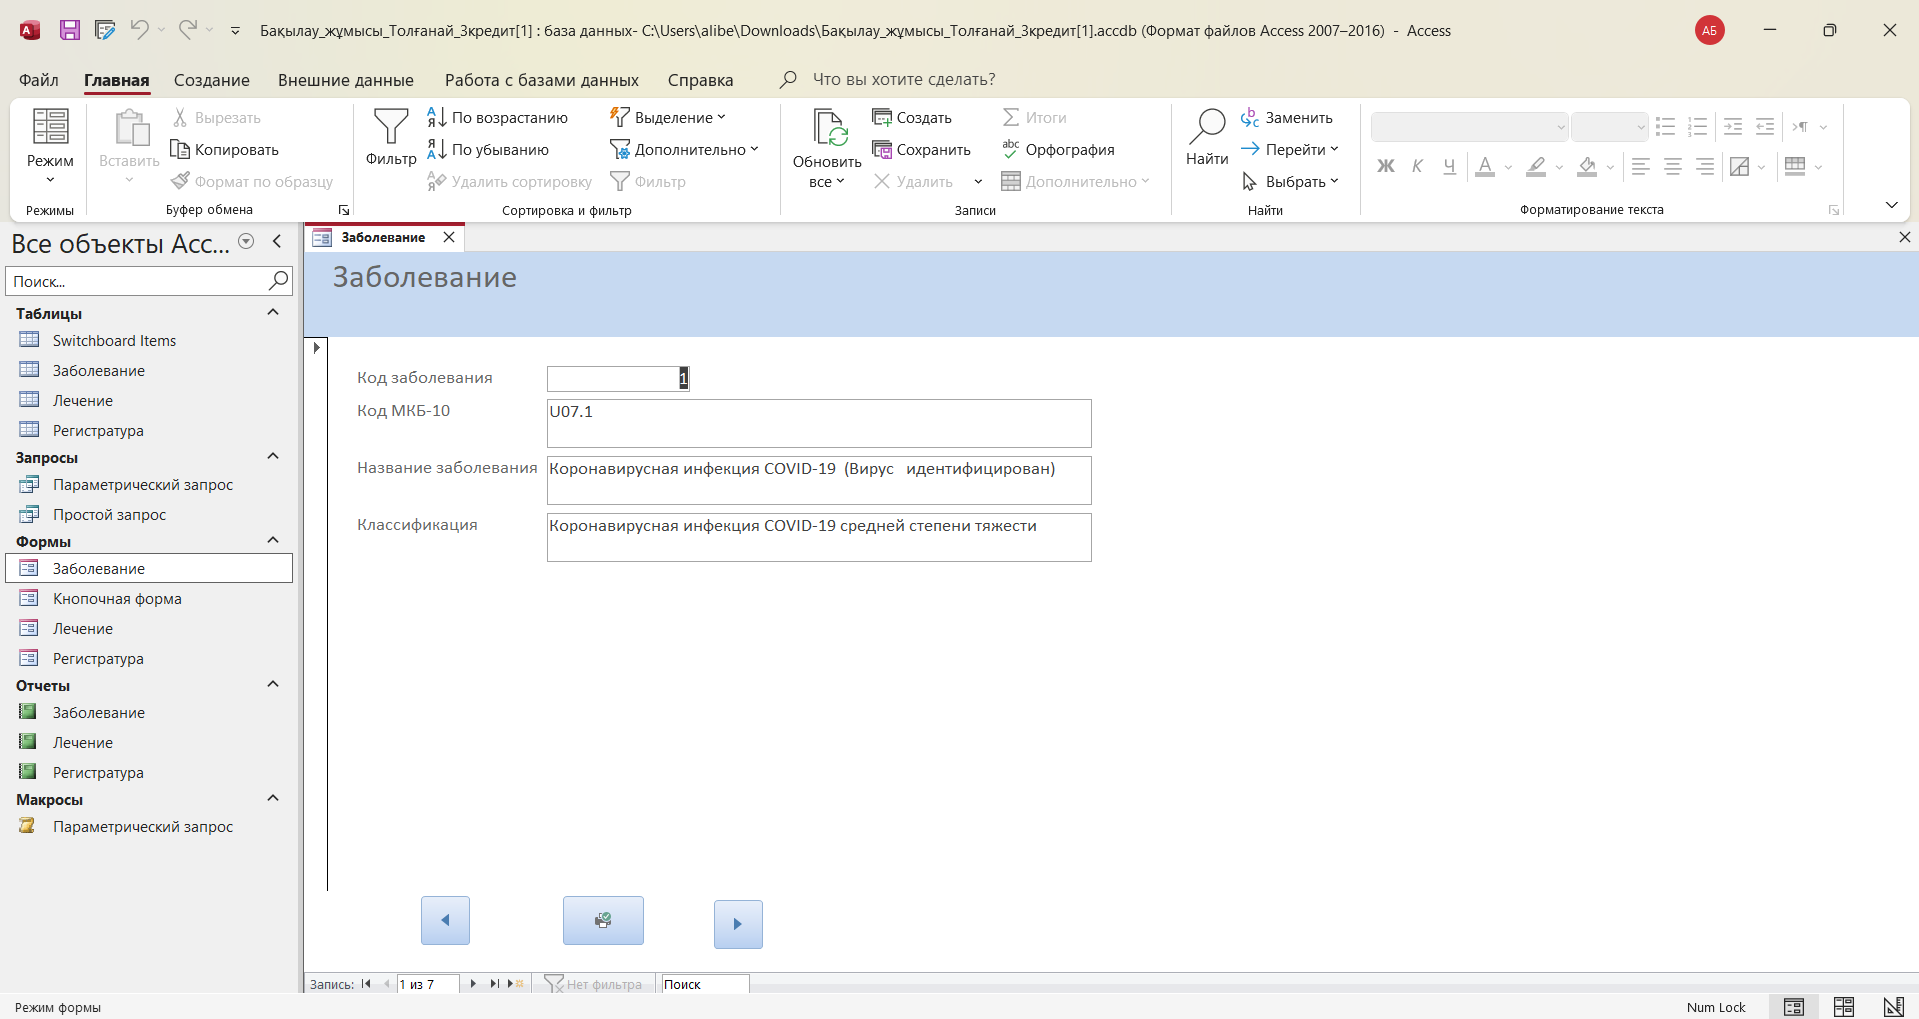 Бақылау_жұмысы_Толғанай_3кредит[1] : база данных- C:\Users\alibe\Downloads\Бақылау_жұмысы_Толғанай_3кредит[1].accdb (Формат файлов Access 2007–2016) - Access
АБ
Файл Главная Создание Внешние данные Работа с базами данных Справка Что вы хотите сделать?
Режим
Режимы
Вставить
Вырезать
Копировать
Формат по образцу
Буфер обмена
Фильтр
По возрастанию
По убыванию
Удалить сортировку
Выделение
Дополнительно
Фильтр
Сортировка и фильтр
Обновить
все
Создать
Сохранить
Удалить
Итоги
Орфография
Дополнительно
Записи
Найти
Заменить
Перейти
Выбрать
Найти
Ж К Ч А
Форматирование текста
Все объекты Acc...
Поиск...
Таблицы
Switchboard Items
Заболевание
Лечение
Регистратура
Запросы
Параметрический запрос
Простой запрос
Формы
Заболевание
Кнопочная форма
Лечение
Регистратура
Отчеты
Заболевание
Лечение
Регистратура
Макросы
Параметрический запрос
Заболевание
Заболевание
Код заболевания 1
Код МКБ-10 U07.1
Название заболевания Коронавирусная инфекция COVID-19 (Вирус идентифицирован)
Классификация Коронавирусная инфекция COVID-19 средней степени тяжести
Запись: 1 из 7 Нет фильтра Поиск
Режим формы
Num Lock